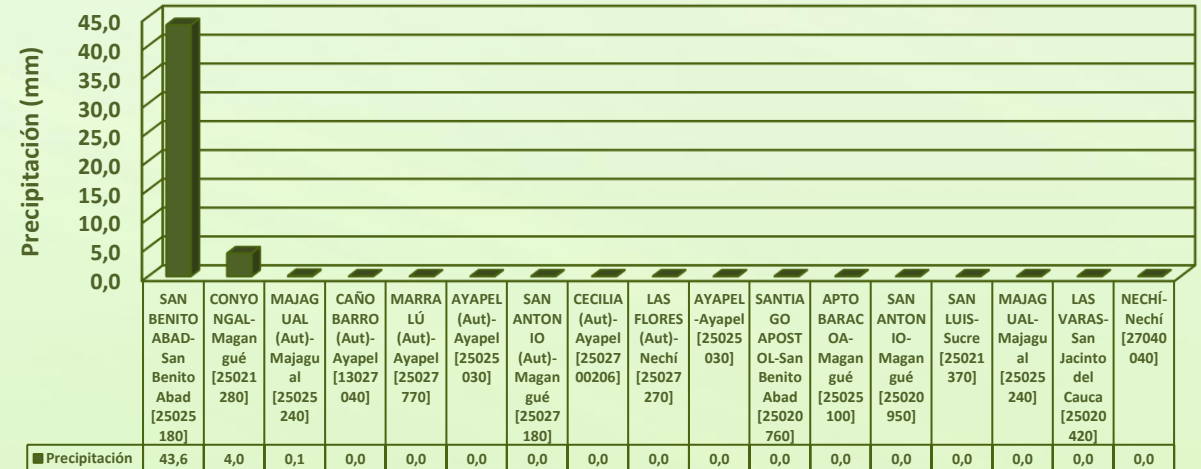 Precipitación (mm)
45,0
40,0
35,0
30,0
25,0
20,0
15,0
10,0
5,0
0,0
SAN
BENITO
ABAD-
San
Benito
Abad
[25025
180]
CONYO
NGAL-
Magan
gué
[25021
280]
MAJAG
UAL
(Aut)-
Majagu
al
[25025
240]
CAÑO
BARRO
(Aut)-
Ayapel
[13027
040]
MARRA
LÚ
(Aut)-
Ayapel
[25027
770]
AYAPEL
(Aut)-
Ayapel
[25025
030]
SAN
ANTON
IO
(Aut)-
Magan
gué
[25027
180]
CECILIA
(Aut)-
Ayapel
[25027
00206]
LAS
FLORES
(Aut)-
Nechí
[25027
270]
AYAPEL
-Ayapel
[25025
030]
SANTIA
GO
APOST
OL-San
Benito
Abad
[25020
760]
APTO
BARAC
OA-
Magan
gué
[25025
100]
SAN
ANTON
IO-
Magan
gué
[25020
950]
SAN
LUIS-
Sucre
[25021
370]
MAJAG
UAL-
Majagu
al
[25025
240]
LAS
VARAS-
San
Jacinto
del
Cauca
[25020
420]
NECHÍ-
Nechí
[27040
040]
Precipitación 43,6 4,0 0,1 0,0 0,0 0,0 0,0 0,0 0,0 0,0 0,0 0,0 0,0 0,0 0,0 0,0 0,0